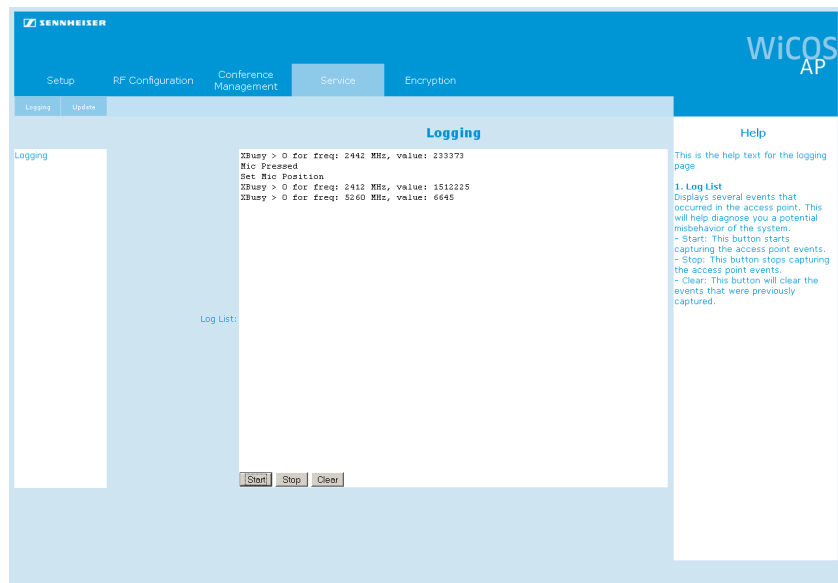 SENNHEISER
WiCOS
AP
Setup
RF Configuration
Conference
Management
Service
Encryption
Logging
Update
Logging
Help
Logging
XBusy > 0 for freq: 2442 MHz, value: 233373
Mic Pressed
Set Mic Position
XBusy > 0 for freq: 2412 MHz, value: 1512225
XBusy > 0 for freq: 5260 MHz, value: 6645
Log List:
Start
Stop
Clear
This is the help text for the logging
page
1. Log List
Displays several events that
occurred in the access point. This
will help diagnose you a potential
misbehavior of the system.
- Start: This button starts
capturing the access point events.
- Stop: This button stops capturing
the access point events.
- Clear: This button will clear the
events that were previously
captured.